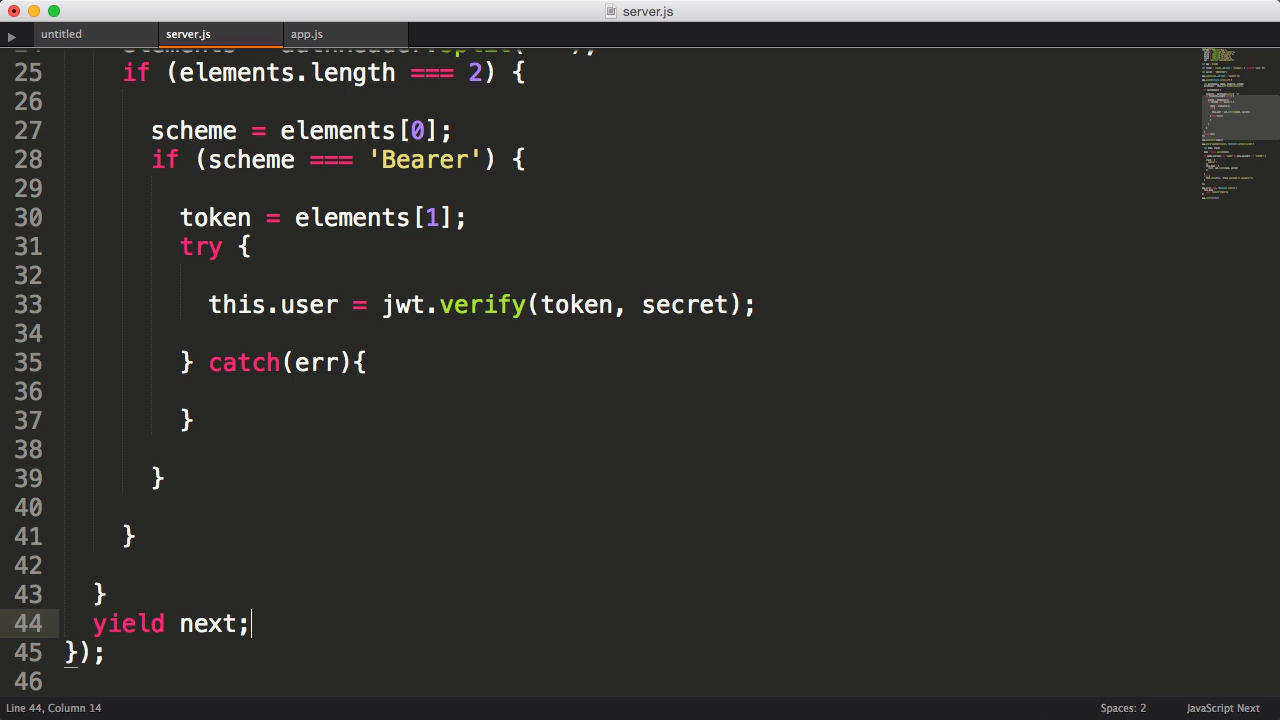 server.js
untitled
server.js
app.js
25 if (elements.length === 2) {
26
27 scheme = elements[0];
28 if (scheme === 'Bearer') {
29
30 token = elements[1];
31 try {
32
33 this.user = jwt.verify(token, secret);
34
35 } catch(err){
36
37 }
38
39 }
40
41 }
42
43 }
44 yield next;
45 });
46
Line 44, Column 14
Spaces: 2
JavaScript Next